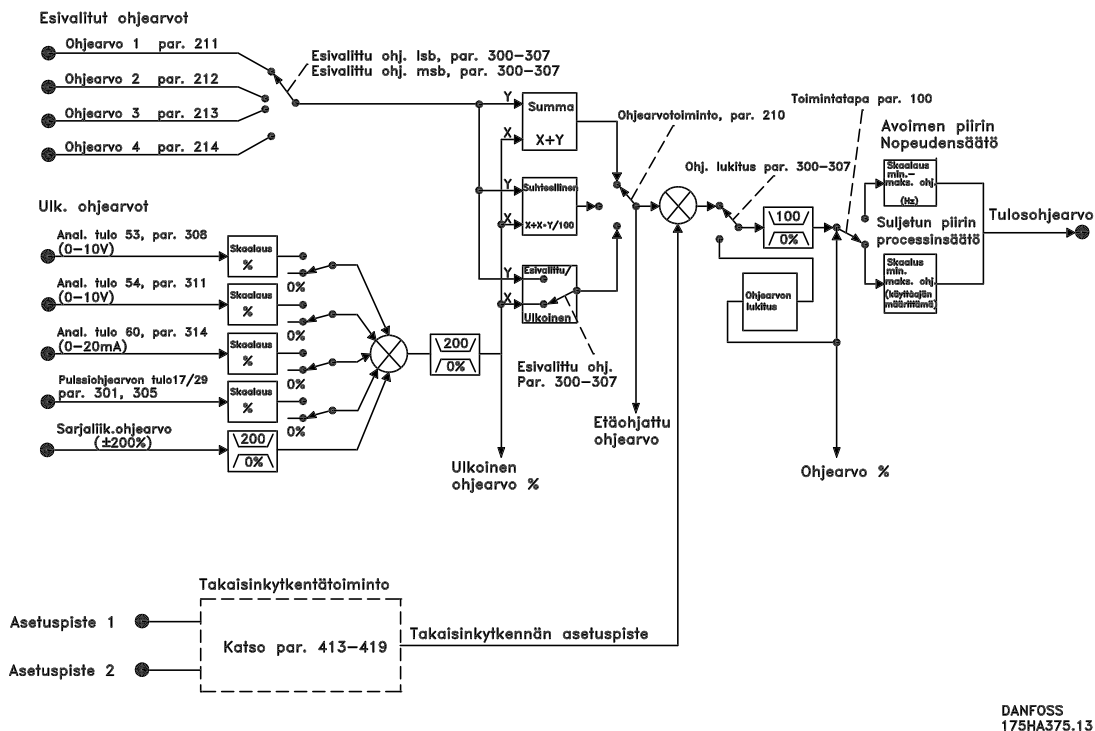 Esivalitut ohjearvot
Ohjearvo 1 par. 211
Ohjearvo 2 par. 212
Ohjearvo 3 par. 213
Ohjearvo 4 par. 214
Esivalittu ohj. lsb, par. 300-307
Esivalittu ohj. msb, par. 300-307
Ulk. ohjearvot
Anal. tulo 53, par. 308
(0-10V)
Anal. tulo 54, par. 311
(0-10V)
Anal. tulo 60, par. 314
(0-20mA)
Pulssiohjearvon tulo17/29
par. 301, 305
Sarjaliik.ohjearvo
(±200%)
Skaalaus
%
0%
Skaalaus
%
0%
Skaalaus
%
0%
Skaalaus
%
0%
200
0%
200
0%
Ulkoinen
ohjearvo %
Y
Summa
X
X+Y
Y
Suhteellinen
X
X+X*Y/100
Y
Esivalittu/
X
Ulkoinen
Esivalittu ohj.
Par. 300-307
Ohjearvotoiminto, par. 210
Etäohjattu
ohjearvo
Ohj. lukitus par. 300-307
100
0%
Ohjearvon
lukitus
Ohjearvo %
Toimintatapa par. 100
Avoimen piirin
Nopeudensäätö
Skaalaus
min.-
maks. ohj.
(Hz)
Suljetun piirin
processinsäätö
Skaalus
min.
maks. ohj.
(käyttäajän
määrittämä)
Tulosohjearvo
Takaisinkytkentätoiminto
Asetuspiste 1
Asetuspiste 2
Katso par. 413-419
Takaisinkytkennän asetuspiste
DANFOSS
175HA375.13